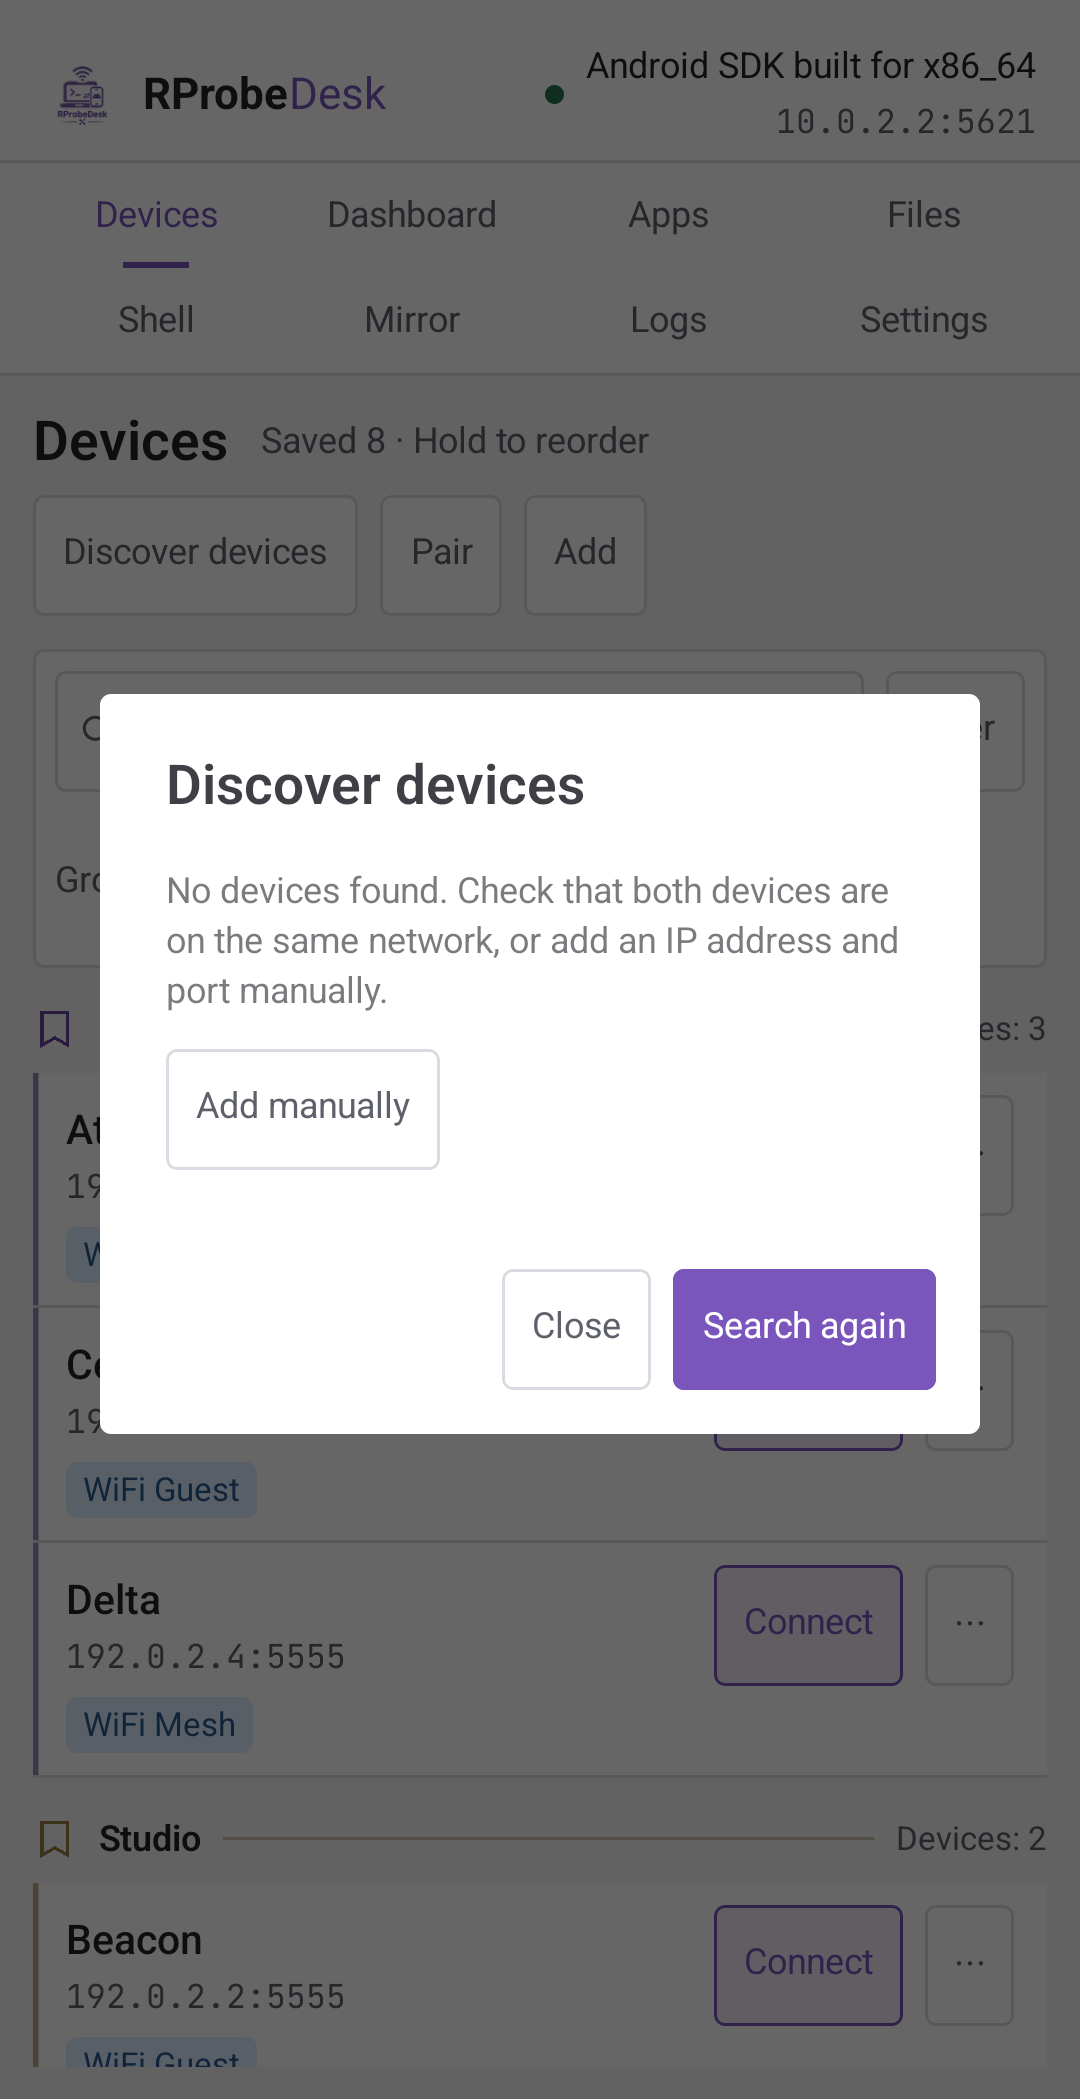 RProbeDesk
RProbeDesk
Android SDK built for x86_64
10.0.2.2:5621
Devices
Dashboard
Apps
Files
Shell
Mirror
Logs
Settings
Devices
Saved 8 · Hold to reorder
Discover devices
Pair
Add
Discover devices
No devices found. Check that both devices are
on the same network, or add an IP address and
port manually.
Add manually
Close
Search again
WiFi Guest
Delta
192.0.2.4:5555
WiFi Mesh
Connect
...
Studio
Devices: 2
Beacon
192.0.2.2:5555
WiFi Guest
Connect
...